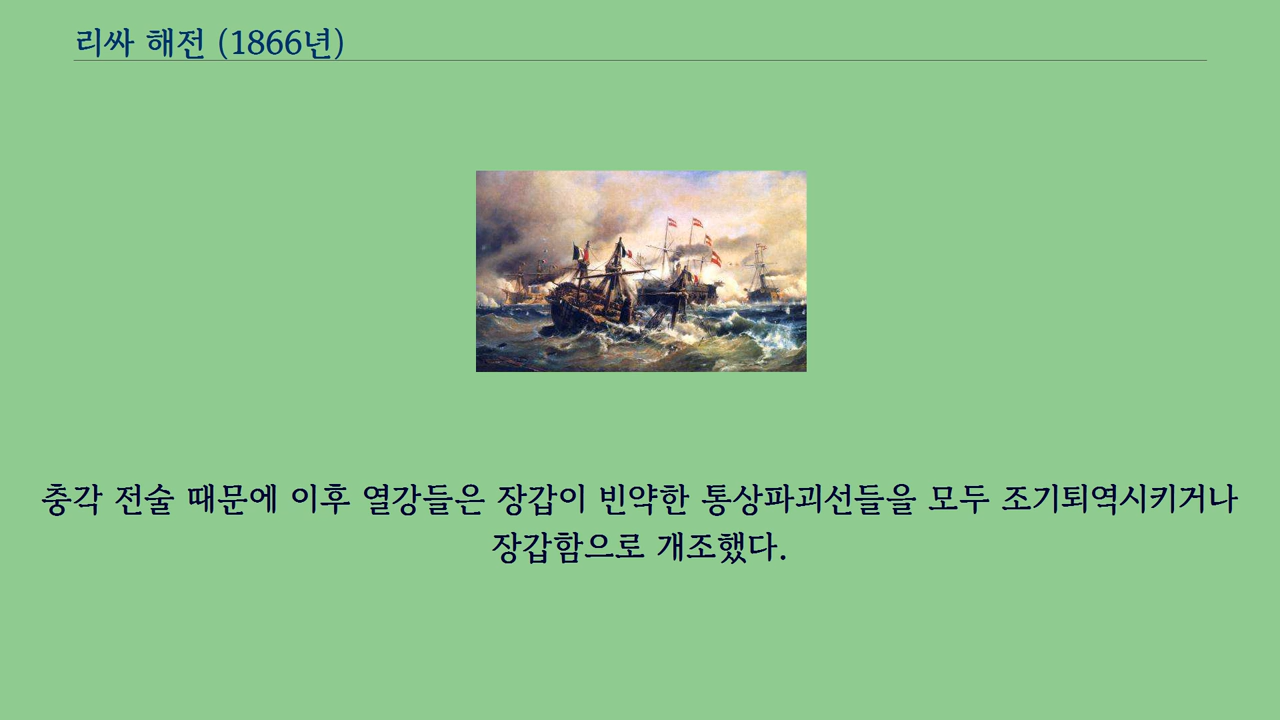 리싸 해전 (1866년)
충각 전술 때문에 이후 열강들은 장갑이 빈약한 통상파괴선들을 모두 조기퇴역시키거나
장갑함으로 개조했다.